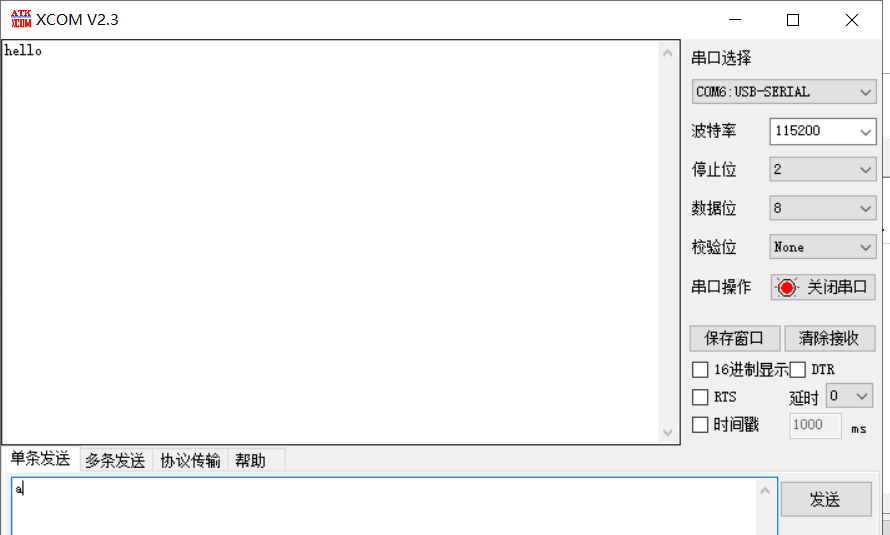 ATK
XCOM XCOM V2.3
hello
串口选择
COM6:USB-SERIAL
波特率 115200
停止位 2
数据位 8
校验位 None
串口操作 关闭串口
保存窗口 清除接收
16进制显示 DTR
RTS 延时 0
时间戳 1000 ms
单条发送 多条发送 协议传输 帮助
a
发送